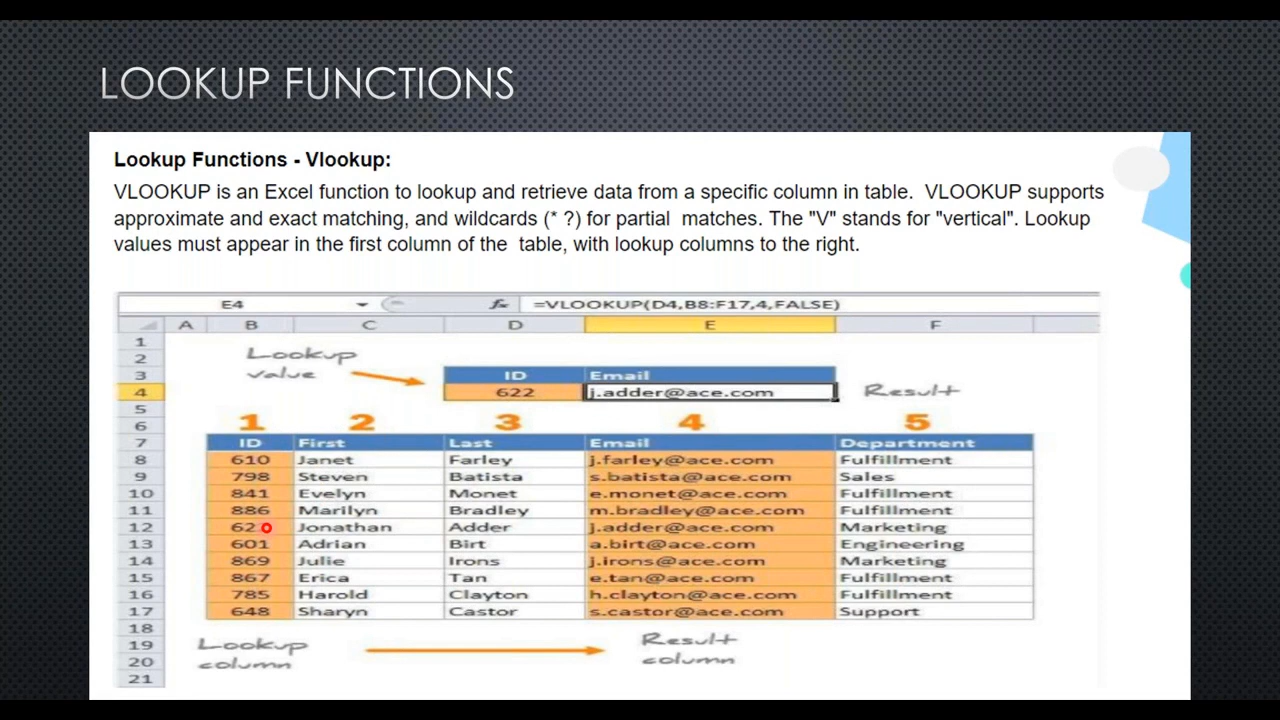 LOOKUP FUNCTIONS
Lookup Functions - Vlookup:
VLOOKUP is an Excel function to lookup and retrieve data from a specific column in table. VLOOKUP supports
approximate and exact matching, and wildcards (* ?) for partial matches. The "V" stands for "vertical". Lookup
values must appear in the first column of the table, with lookup columns to the right.
E4 fx =VLOOKUP(D4,B8:F17,4,FALSE)
A B C D E F
1
2 Lookup
3 value ID Email
4 622 j.adder@ace.com Result
5
6 1 2 3 4 5
7 ID First Last Email Department
8 610 Janet Farley j.farley@ace.com Fulfillment
9 798 Steven Batista s.batista@ace.com Sales
10 841 Evelyn Monet e.monet@ace.com Fulfillment
11 886 Marilyn Bradley m.bradley@ace.com Fulfillment
12 Jonathan Adder j.adder@ace.com Marketing
13 601 Adrian Birt a.birt@ace.com Engineering
14 869 Julie Irons j.irons@ace.com Marketing
15 867 Erica Tan e.tan@ace.com Fulfillment
16 785 Harold Clayton h.clayton@ace.com Fulfillment
17 648 Sharyn Castor s.castor@ace.com Support
18
19 Lookup Result
20 column column
21